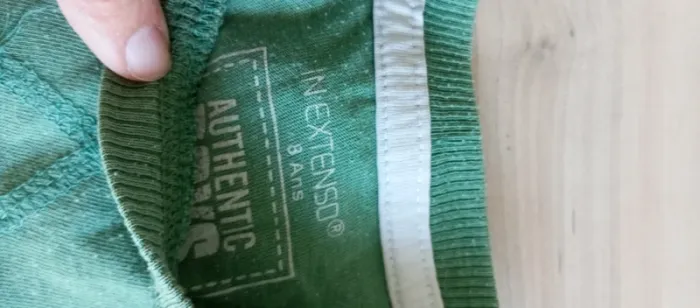 IN EXTENSO®
8 Ans
AUTHENTIC